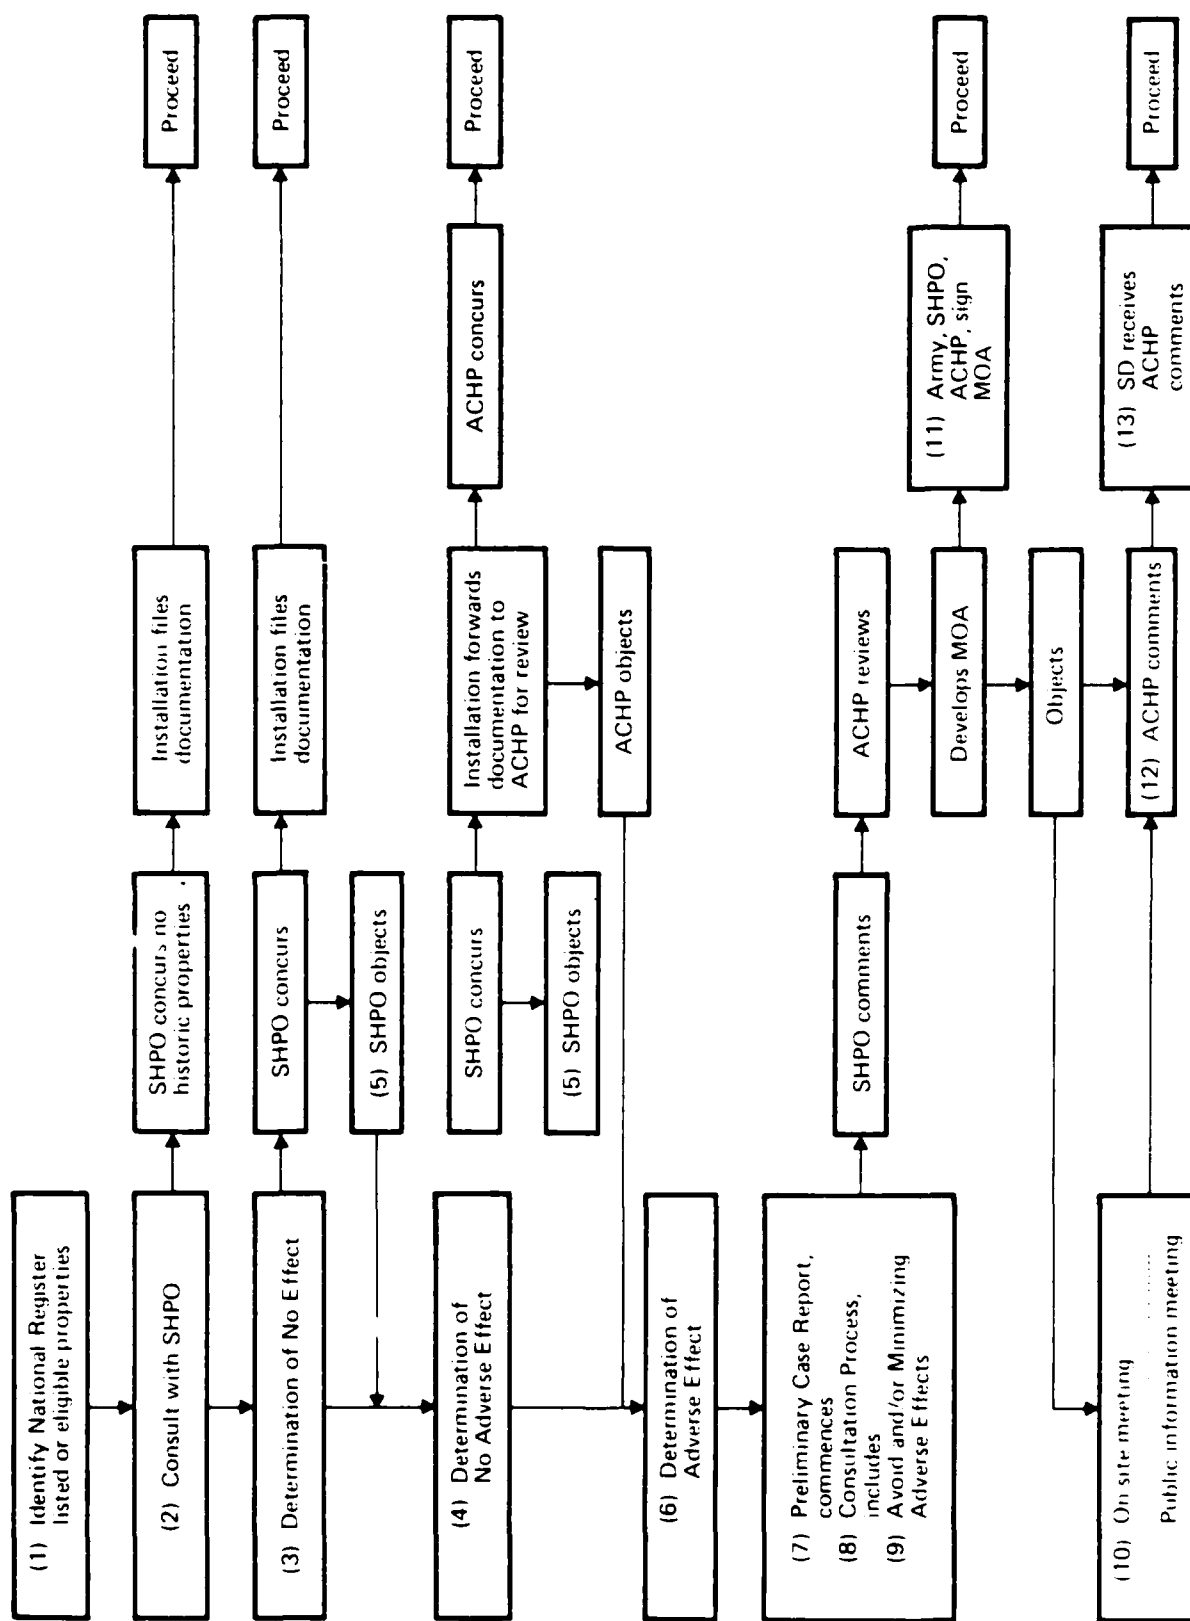 (1) Identify National Register
listed or eligible properties
(2) Consult with SHPO
SHPO concurs no
historic properties
Installation files
documentation
Proceed
(3) Determination of No Effect
SHPO concurs
Installation files
documentation
Proceed
(5) SHPO objects
(4) Determination of
No Adverse Effect
SHPO concurs
Installation forwards
documentation to
ACHP for review
ACHP concurs
Proceed
(5) SHPO objects
ACHP objects
(6) Determination of
Adverse Effect
(7) Preliminary Case Report,
commences
(8) Consultation Process,
includes
(9) Avoid and/or Minimizing
Adverse Effects
SHPO comments
ACHP reviews
Develops MOA
(11) Army, SHPO,
ACHP, sign
MOA
Proceed
Objects
(10) On site meeting
Public information meeting
(12) ACHP comments
(13) SD receives
ACHP
comments
Proceed